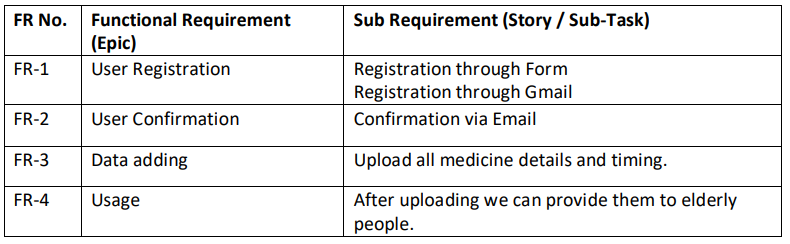 FR No. Functional Requirement Sub Requirement (Story / Sub-Task)
(Epic)
FR-1 User Registration Registration through Form
Registration through Gmail
FR-2 User Confirmation Confirmation via Email
FR-3 Data adding Upload all medicine details and timing.
FR-4 Usage After uploading we can provide them to elderly
people.